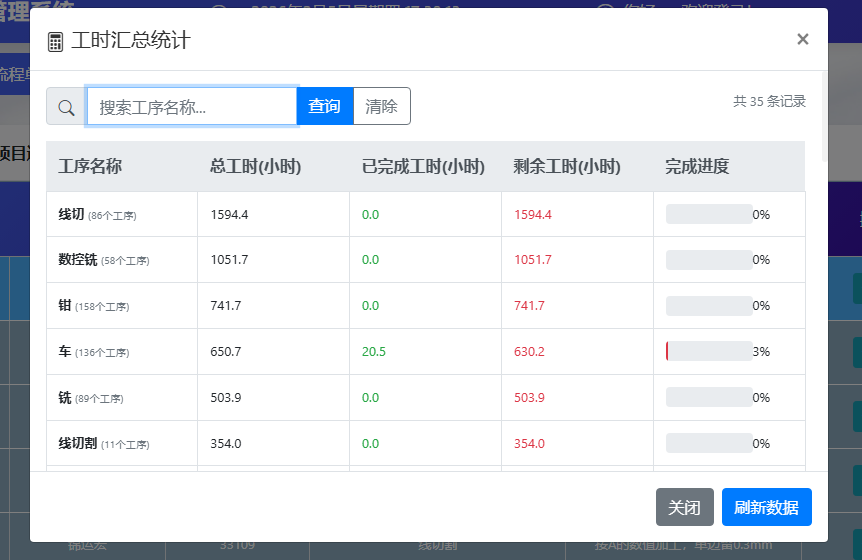 管理系统
流程单
工时汇总统计
×
搜索工序名称...
查询
清除
共 35 条记录
工序名称 总工时(小时) 已完成工时(小时) 剩余工时(小时) 完成进度
线切 (86个工序) 1594.4 0.0 1594.4 0%
数控铣 (58个工序) 1051.7 0.0 1051.7 0%
钳 (158个工序) 741.7 0.0 741.7 0%
车 (136个工序) 650.7 20.5 630.2 3%
铣 (89个工序) 503.9 0.0 503.9 0%
线切割 (11个工序) 354.0 0.0 354.0 0%
关闭
刷新数据
33109 线切割